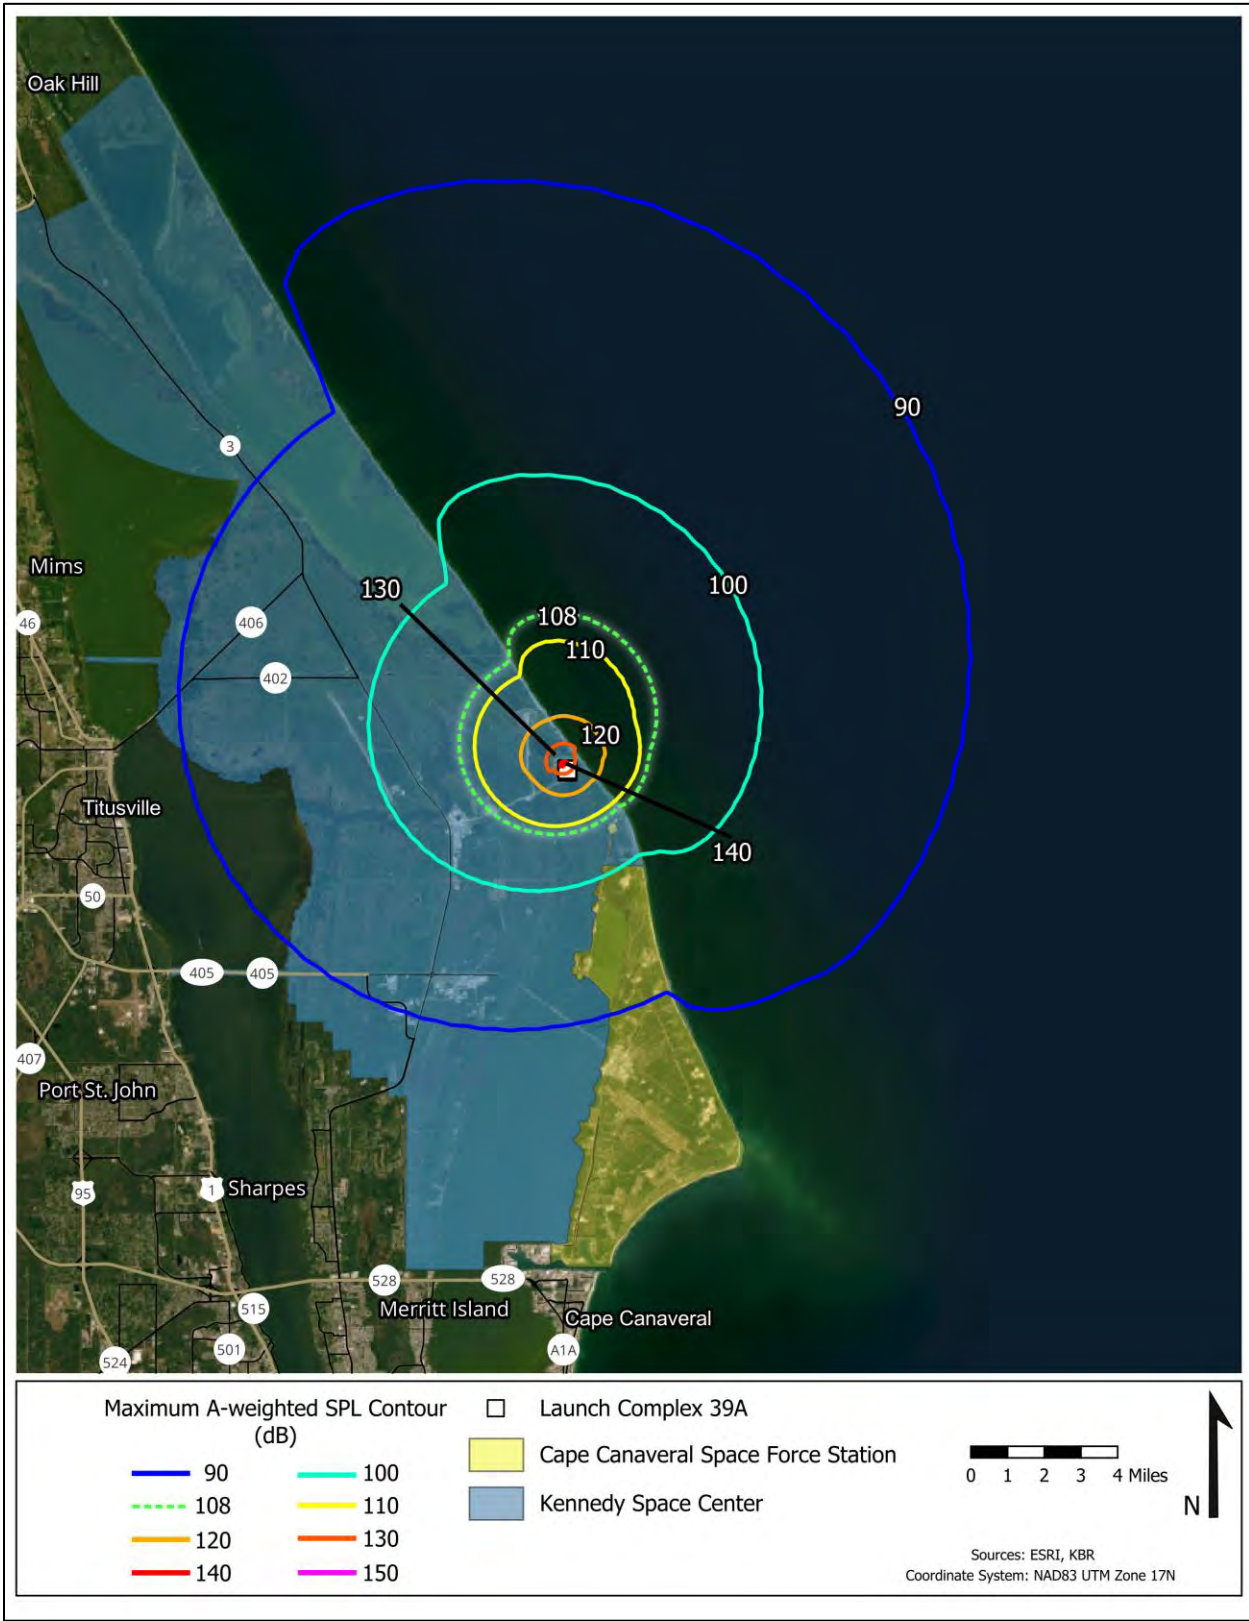 Oak Hill
90
3
Mims
130
100
108
46
406
110
402
120
Titusville
140
50
405
405
407
Port St. John
95
1
Sharpes
528
528
Merritt Island
515
Cape Canaveral
501
A1A
524
Maximum A-weighted SPL Contour
(dB)
90
100
108
110
120
130
140
150
Launch Complex 39A
Cape Canaveral Space Force Station
Kennedy Space Center
0 1 2 3 4 Miles
N
Sources: ESRI, KBR
Coordinate System: NAD83 UTM Zone 17N